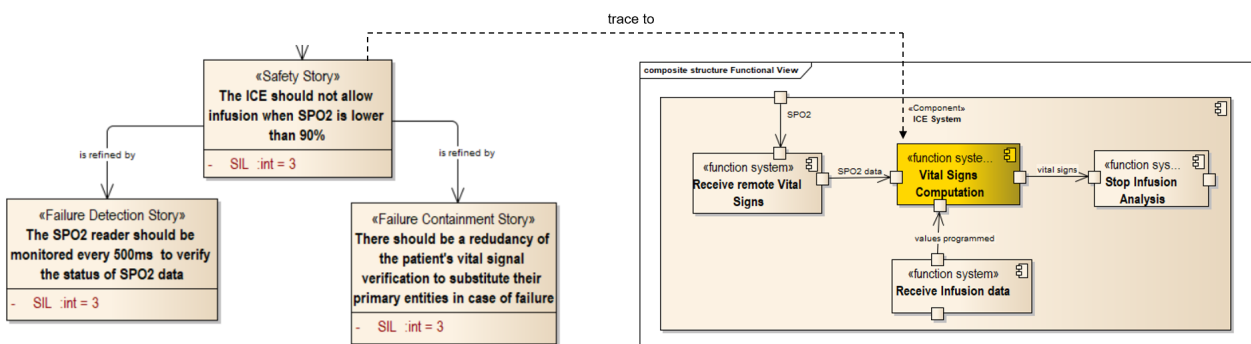 trace to
«Safety Story»
The ICE should not allow
infusion when SPO2 is lower
than 90%
- SIL :int = 3
is refined by
is refined by
«Failure Detection Story»
The SPO2 reader should be
monitored every 500ms to verify
the status of SPO2 data
- SIL :int = 3
«Failure Containment Story»
There should be a redudancy of
the patient's vital signal
verification to substitute their
primary entities in case of failure
- SIL :int = 3
composite structure Functional View
«Component»
ICE System
SPO2
«function system»
Receive remote Vital
Signs
SPO2 data
«function syste...
Vital Signs
Computation
vital signs
«function sys...
Stop Infusion
Analysis
values programmed
«function system»
Receive Infusion data